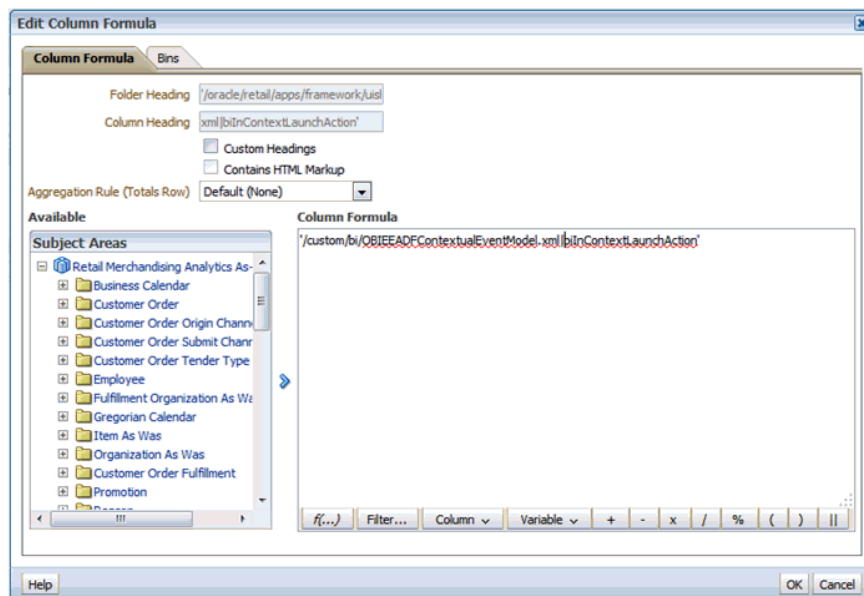 Edit Column Formula
Column Formula
Bins
Folder Heading '/oracle/retail/apps/framework/uisl
Column Heading xml|biInContextLaunchAction'
Custom Headings
Contains HTML Markup
Aggregation Rule (Totals Row) Default (None)
Available
Column Formula
Subject Areas
Retail Merchandising Analytics As-
Business Calendar
Customer Order
Customer Order Origin Chann
Customer Order Submit Chanr
Customer Order Tender Type
Employee
Fulfillment Organization As Wa
Gregorian Calendar
Item As Was
Organization As Was
Customer Order Fulfillment
Promotion
'/custom/bi/OBIEEADFContextualEventModel.xml|biInContextLaunchAction'
f(...) Filter... Column Variable + - x / % ( ) ||
Help OK Cancel